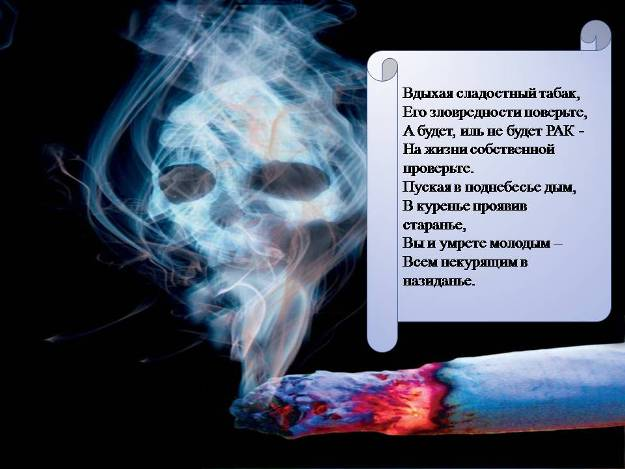 Вдыхая сладостный табак,
Его зловредности поверьте,
А будет, иль не будет РАК -
На жизни собственной
проверьте.
Пуская в поднебесье дым,
В куренье проявив
старанье,
Вы и умрете молодым –
Всем некурящим в
назиданье.